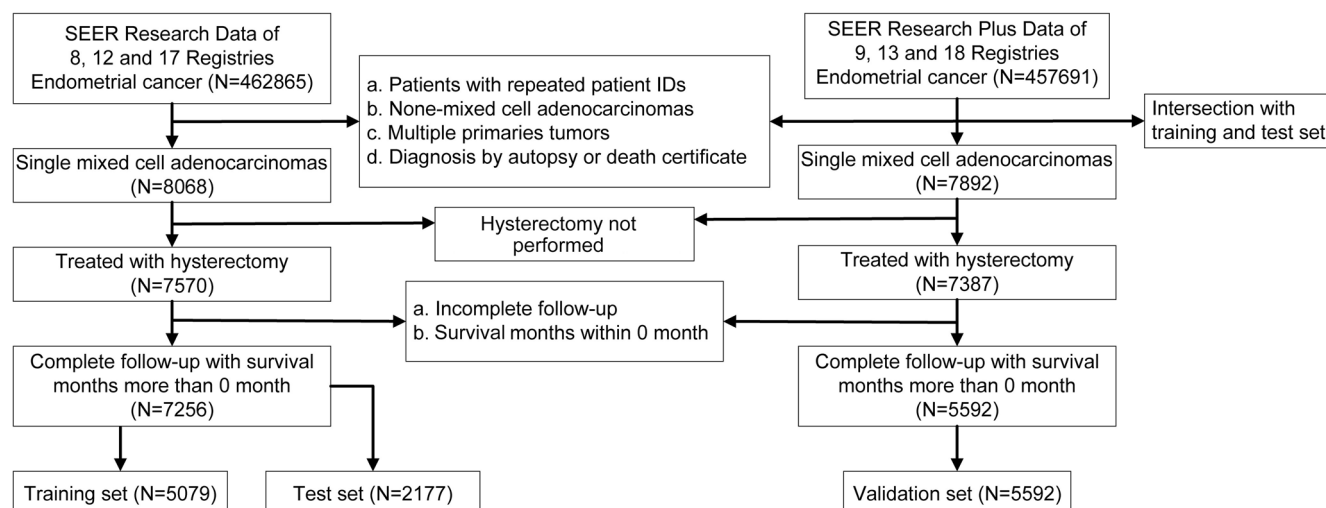 SEER Research Data of
8, 12 and 17 Registries
Endometrial cancer (N=462865)
SEER Research Plus Data of
9, 13 and 18 Registries
Endometrial cancer (N=457691)
a. Patients with repeated patient IDs
b. None-mixed cell adenocarcinomas
c. Multiple primaries tumors
d. Diagnosis by autopsy or death certificate
Intersection with
training and test set
Single mixed cell adenocarcinomas
(N=8068)
Single mixed cell adenocarcinomas
(N=7892)
Hysterectomy not
performed
Treated with hysterectomy
(N=7570)
Treated with hysterectomy
(N=7387)
a. Incomplete follow-up
b. Survival months within 0 month
Complete follow-up with survival
months more than 0 month
(N=7256)
Complete follow-up with survival
months more than 0 month
(N=5592)
Training set (N=5079)
Test set (N=2177)
Validation set (N=5592)